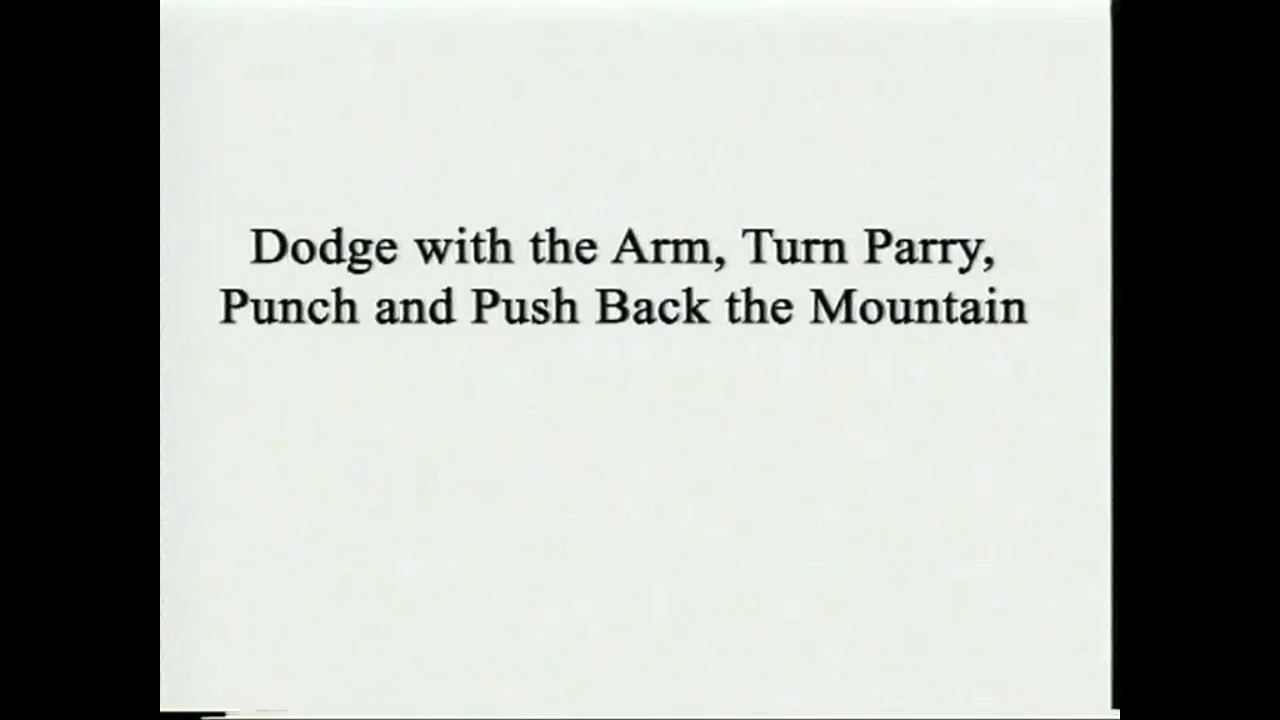 Dodge with the Arm, Turn Parry,
Punch and Push Back the Mountain